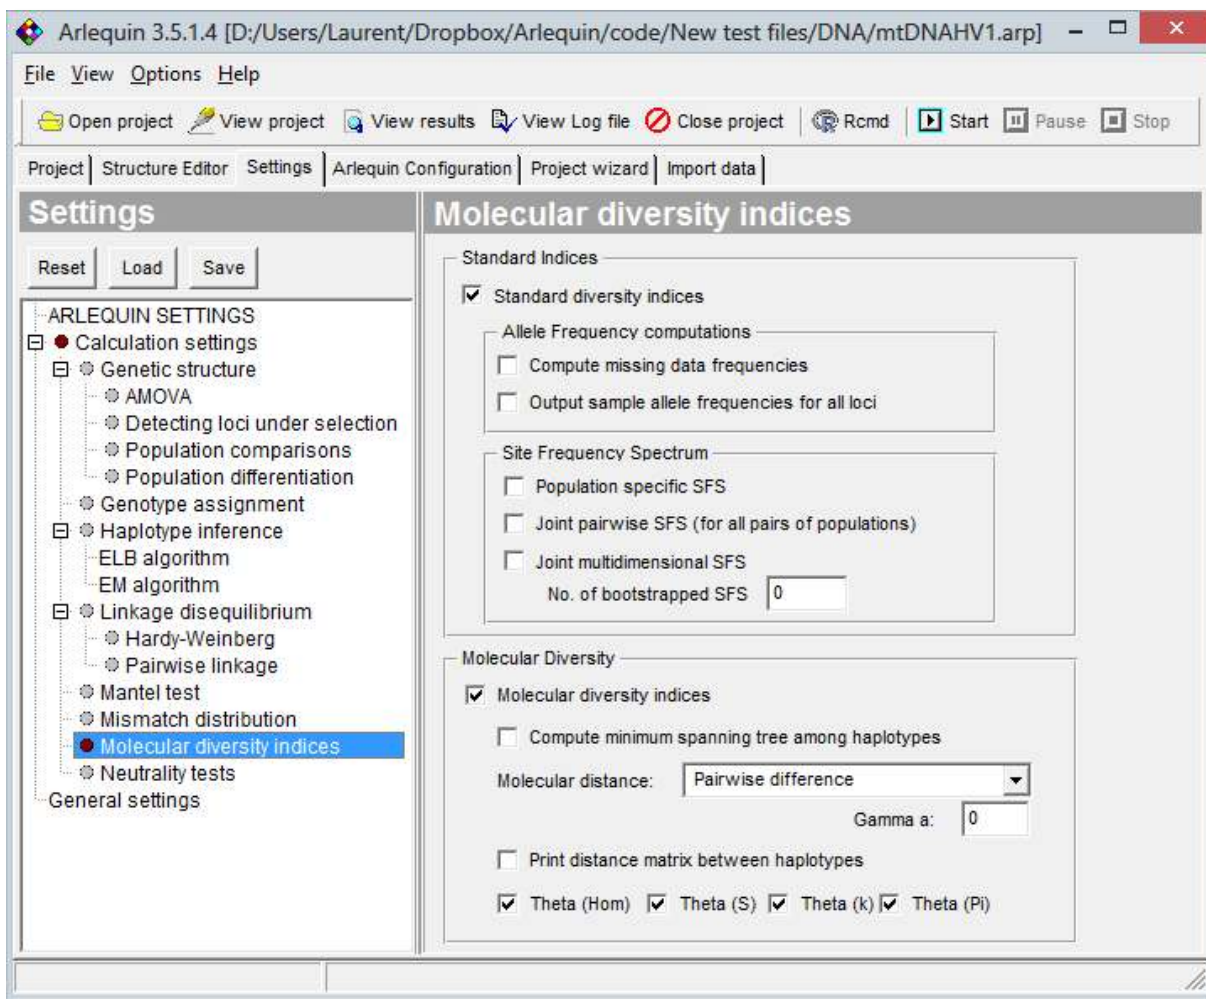 Arlequin 3.5.1.4 [D:/Users/Laurent/Dropbox/Arlequin/code/New test files/DNA/mtDNAHV1.arp]
File View Options Help
Open project View project View results View Log file Close project Rcmd Start Pause Stop
Project Structure Editor Settings Arlequin Configuration Project wizard Import data
Settings
Reset Load Save
ARLEQUIN SETTINGS
Calculation settings
Genetic structure
AMOVA
Detecting loci under selection
Population comparisons
Population differentiation
Genotype assignment
Haplotype inference
ELB algorithm
EM algorithm
Linkage disequilibrium
Hardy-Weinberg
Pairwise linkage
Mantel test
Mismatch distribution
Molecular diversity indices
Neutrality tests
General settings
Molecular diversity indices
Standard Indices
Standard diversity indices
Allele Frequency computations
Compute missing data frequencies
Output sample allele frequencies for all loci
Site Frequency Spectrum
Population specific SFS
Joint pairwise SFS (for all pairs of populations)
Joint multidimensional SFS
No. of bootstrapped SFS 0
Molecular Diversity
Molecular diversity indices
Compute minimum spanning tree among haplotypes
Molecular distance: Pairwise difference
Gamma a: 0
Print distance matrix between haplotypes
Theta (Hom) Theta (S) Theta (k) Theta (Pi)